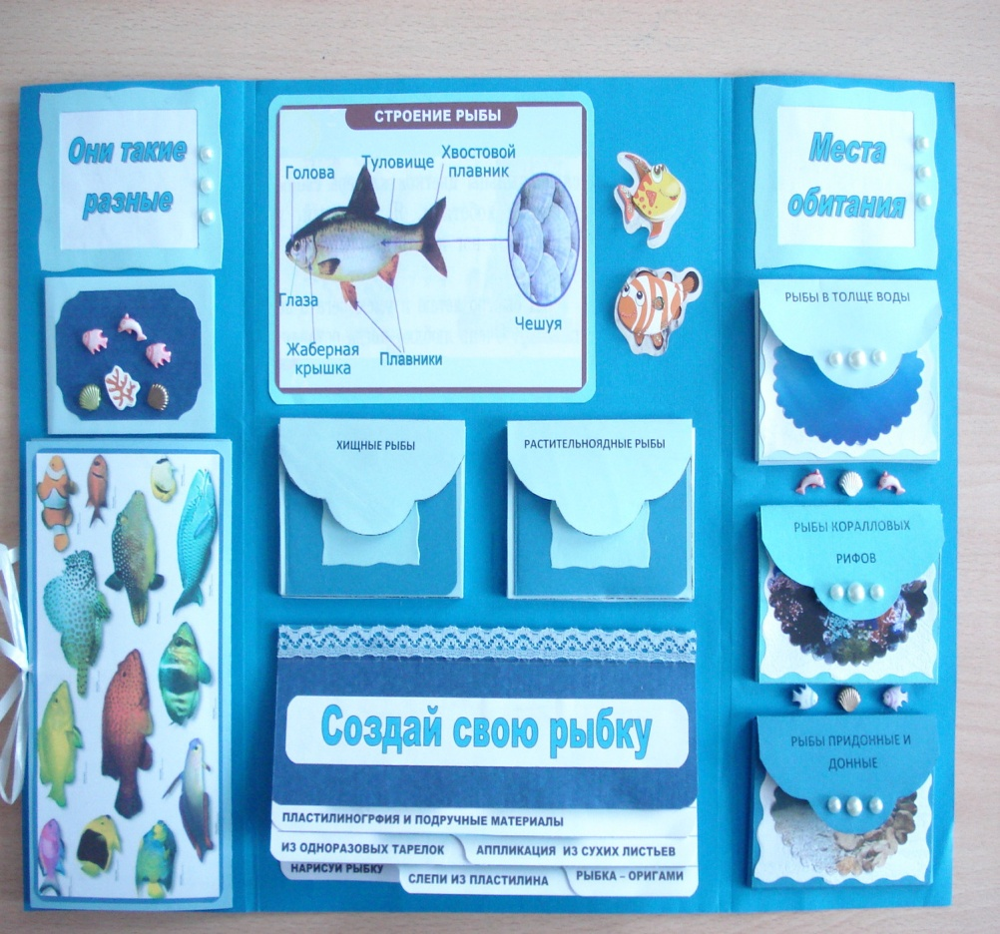 Они такие
разные
СТРОЕНИЕ РЫБЫ
Голова
Туловище
Хвостовой
плавник
Глаза
Жаберная
крышка
Плавники
Чешуя
ХИЩНЫЕ РЫБЫ
РАСТИТЕЛЬНОЯДНЫЕ РЫБЫ
Создай свою рыбку
ПЛАСТИЛИНОГРФИЯ И ПОДРУЧНЫЕ МАТЕРИАЛЫ
ИЗ ОДНОРАЗОВЫХ ТАРЕЛОК
АППЛИКАЦИЯ ИЗ СУХИХ ЛИСТЬЕВ
НАРИСУЙ РЫБКУ
СЛЕПИ ИЗ ПЛАСТИЛИНА
РЫБКА – ОРИГАМИ
Места
обитания
РЫБЫ В ТОЛЩЕ ВОДЫ
РЫБЫ КОРАЛЛОВЫХ
РИФОВ
РЫБЫ ПРИДОННЫЕ И
ДОННЫЕ